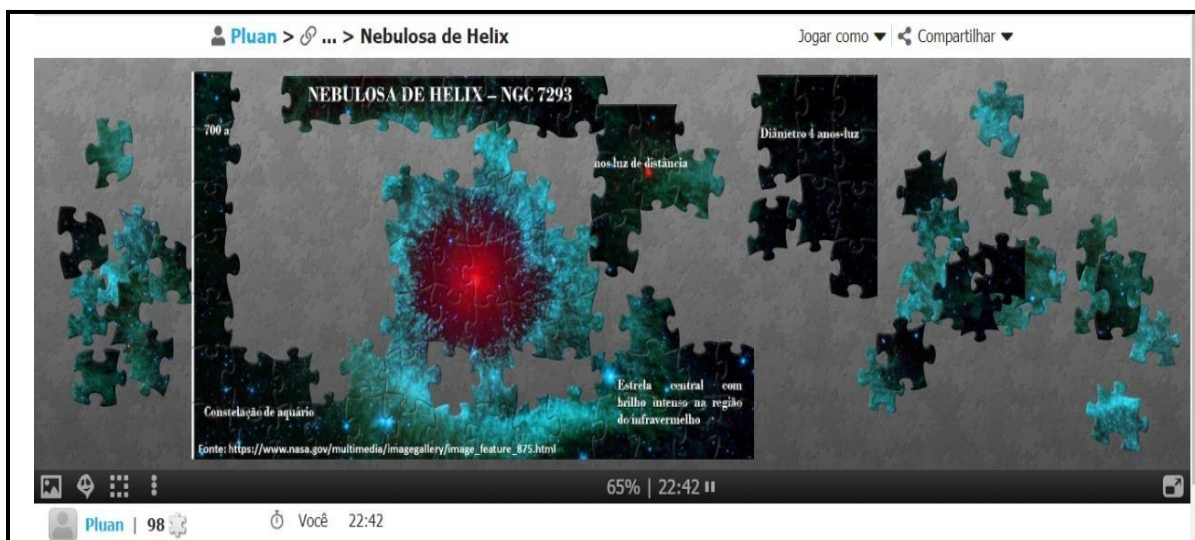 Pluan > ... > Nebulosa de Helix
Jogar como
Compartilhar
NEBULOSA DE HELIX – NGC 7293
700 a
nos-luz de distância
Diâmetro 4 anos-luz
Estrela central com
brilho intenso na região
do infravermelho
Constelação de aquário
Fonte: https://www.nasa.gov/multimedia/imagegallery/image_feature_875.html
65% | 22:42
Pluan | 98
Você 22:42